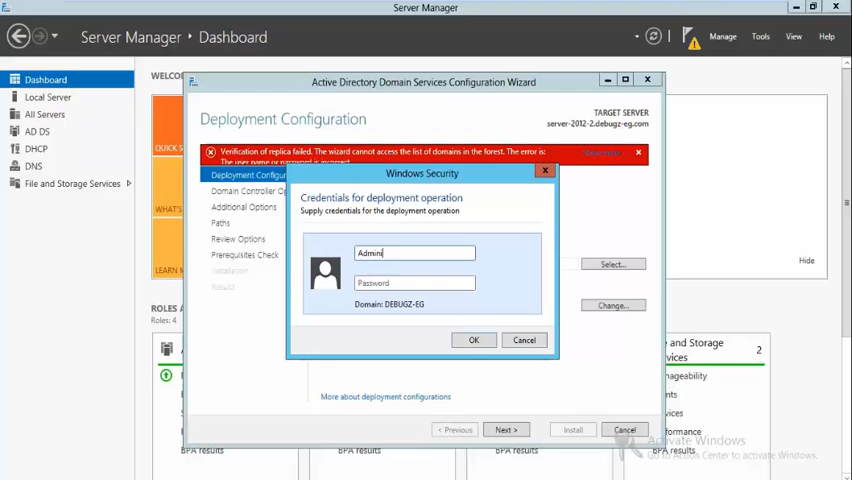 Server Manager
Server Manager • Dashboard
Manage Tools View Help
Dashboard
Local Server
All Servers
AD DS
DHCP
DNS
File and Storage Services
WELC
QUICK S
WHAT'S
LEARN M
Hide
ROLES A
Roles: 4
Active Directory Domain Services Configuration Wizard
Deployment Configuration
TARGET SERVER
server-2012-2.debugz-eg.com
Verification of replica failed. The wizard cannot access the list of domains in the forest. The error is:
The user name or password is incorrect.
Deployment Configur
Domain Controller Op
Additional Options
Paths
Review Options
Prerequisites Check
Installation
Results
Select...
Change...
Windows Security
Credentials for deployment operation
Supply credentials for the deployment operation
Admini
Password
Domain: DEBUGZ-EG
OK Cancel
More about deployment configurations
< Previous Next > Install Cancel
e and Storage
rvices 2
nageability
nts
vices
rformance
BPA results BPA results BPA results BPA results
Activate Windows
Go to Action Center to activate Windows.